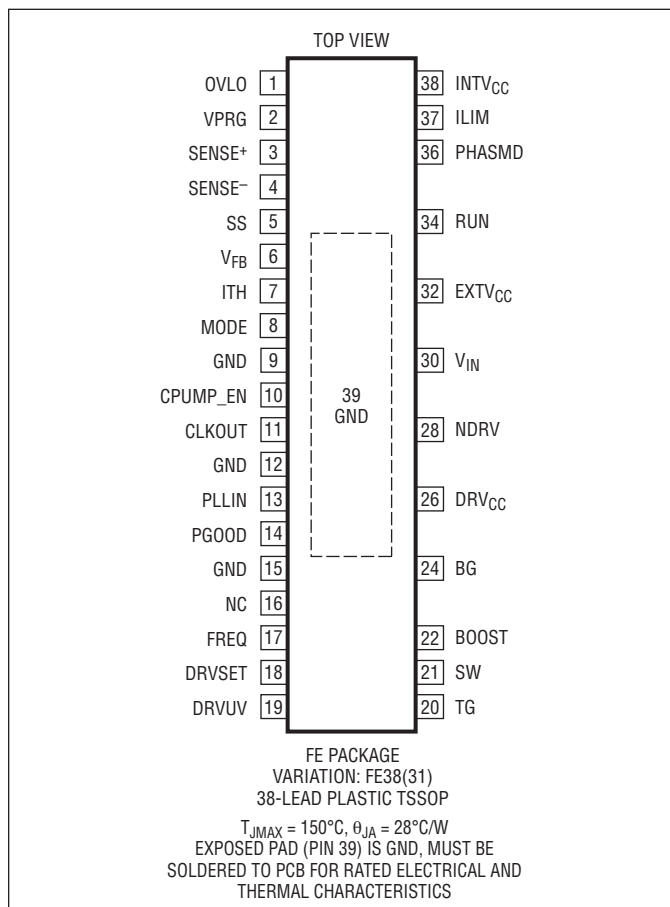 TOP VIEW
OVLO 1 38 INTVCC
VPRG 2 37 ILIM
SENSE+ 3 36 PHASMD
SENSE– 4
SS 5 34 RUN
VFB 6
ITH 7 32 EXTVCC
MODE 8
GND 9 30 VIN
CPUMP_EN 10
39
GND
CLKOUT 11 28 NDRV
GND 12
PLLIN 13 26 DRVCC
PGOOD 14
GND 15 24 BG
NC 16
FREQ 17 22 BOOST
DRVSET 18 21 SW
DRVUV 19 20 TG
FE PACKAGE
VARIATION: FE38(31)
38-LEAD PLASTIC TSSOP
TJMAX = 150°C, θJA = 28°C/W
EXPOSED PAD (PIN 39) IS GND, MUST BE
SOLDERED TO PCB FOR RATED ELECTRICAL AND
THERMAL CHARACTERISTICS